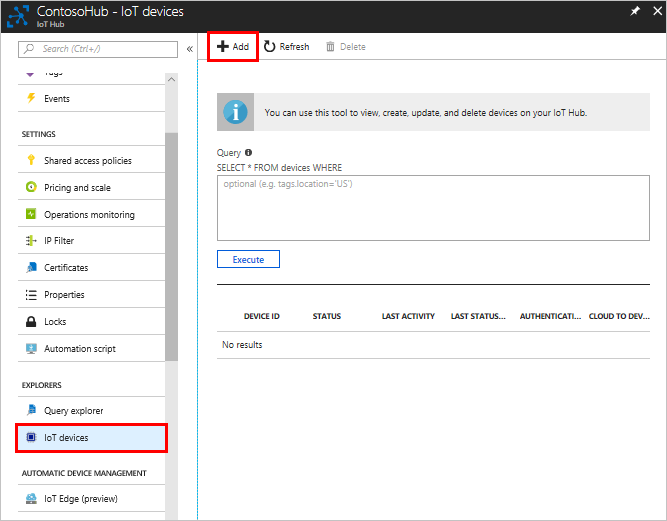 ContosoHub - IoT devices
IoT Hub
Search (Ctrl+/)
«
Tags
Events
SETTINGS
Shared access policies
Pricing and scale
Operations monitoring
IP Filter
Certificates
Properties
Locks
Automation script
EXPLORERS
Query explorer
IoT devices
AUTOMATIC DEVICE MANAGEMENT
IoT Edge (preview)
Add Refresh Delete
You can use this tool to view, create, update, and delete devices on your IoT Hub.
Query
SELECT * FROM devices WHERE
optional (e.g. tags.location='US')
Execute
DEVICE ID STATUS LAST ACTIVITY LAST STATUS... AUTHENTICATI... CLOUD TO DEV...
No results